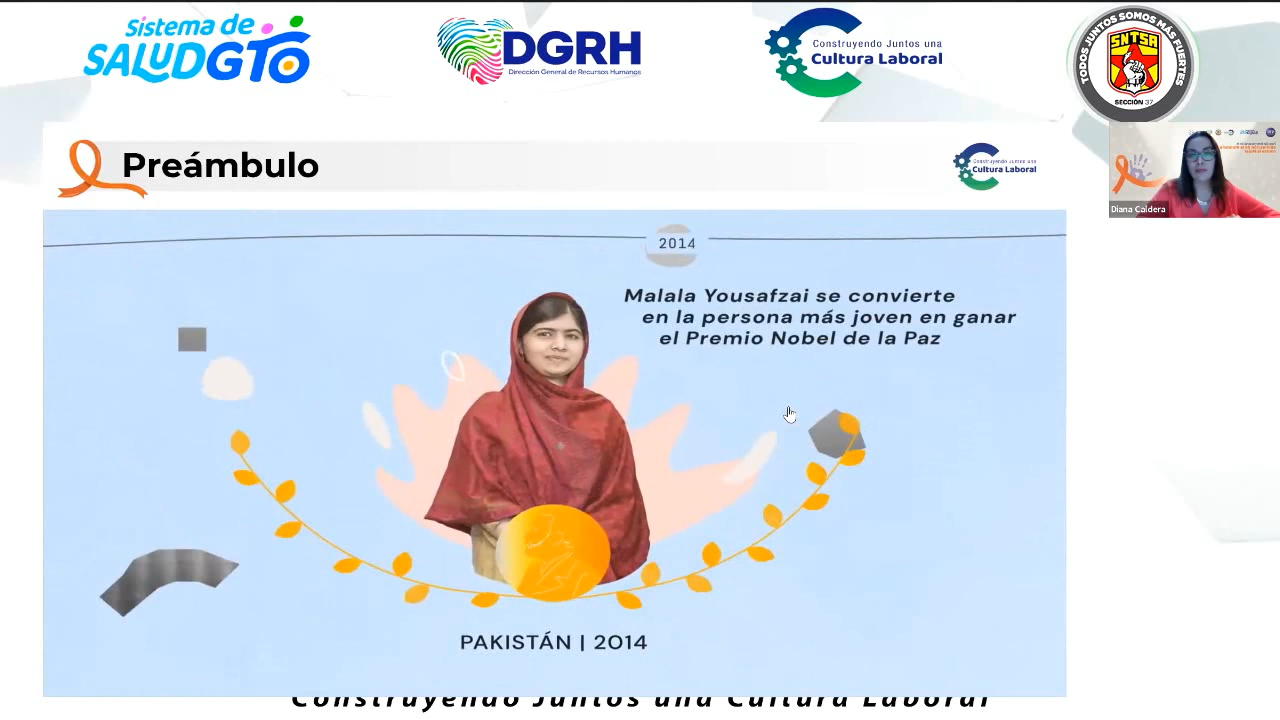 Sistema de
SALUDGTO
DGRH
Dirección General de Recursos Humanos
Construyendo Juntos una
Cultura Laboral
TODOS JUNTOS SOMOS MÁS FUERTES
SNTSA
SECCIÓN 37
Preámbulo
Construyendo Juntos una
Cultura Laboral
Diana Caldera
2014
Malala Yousafzai se convierte
en la persona más joven en ganar
el Premio Nobel de la Paz
PAKISTÁN | 2014
Construyendo Juntos una Cultura Laboral